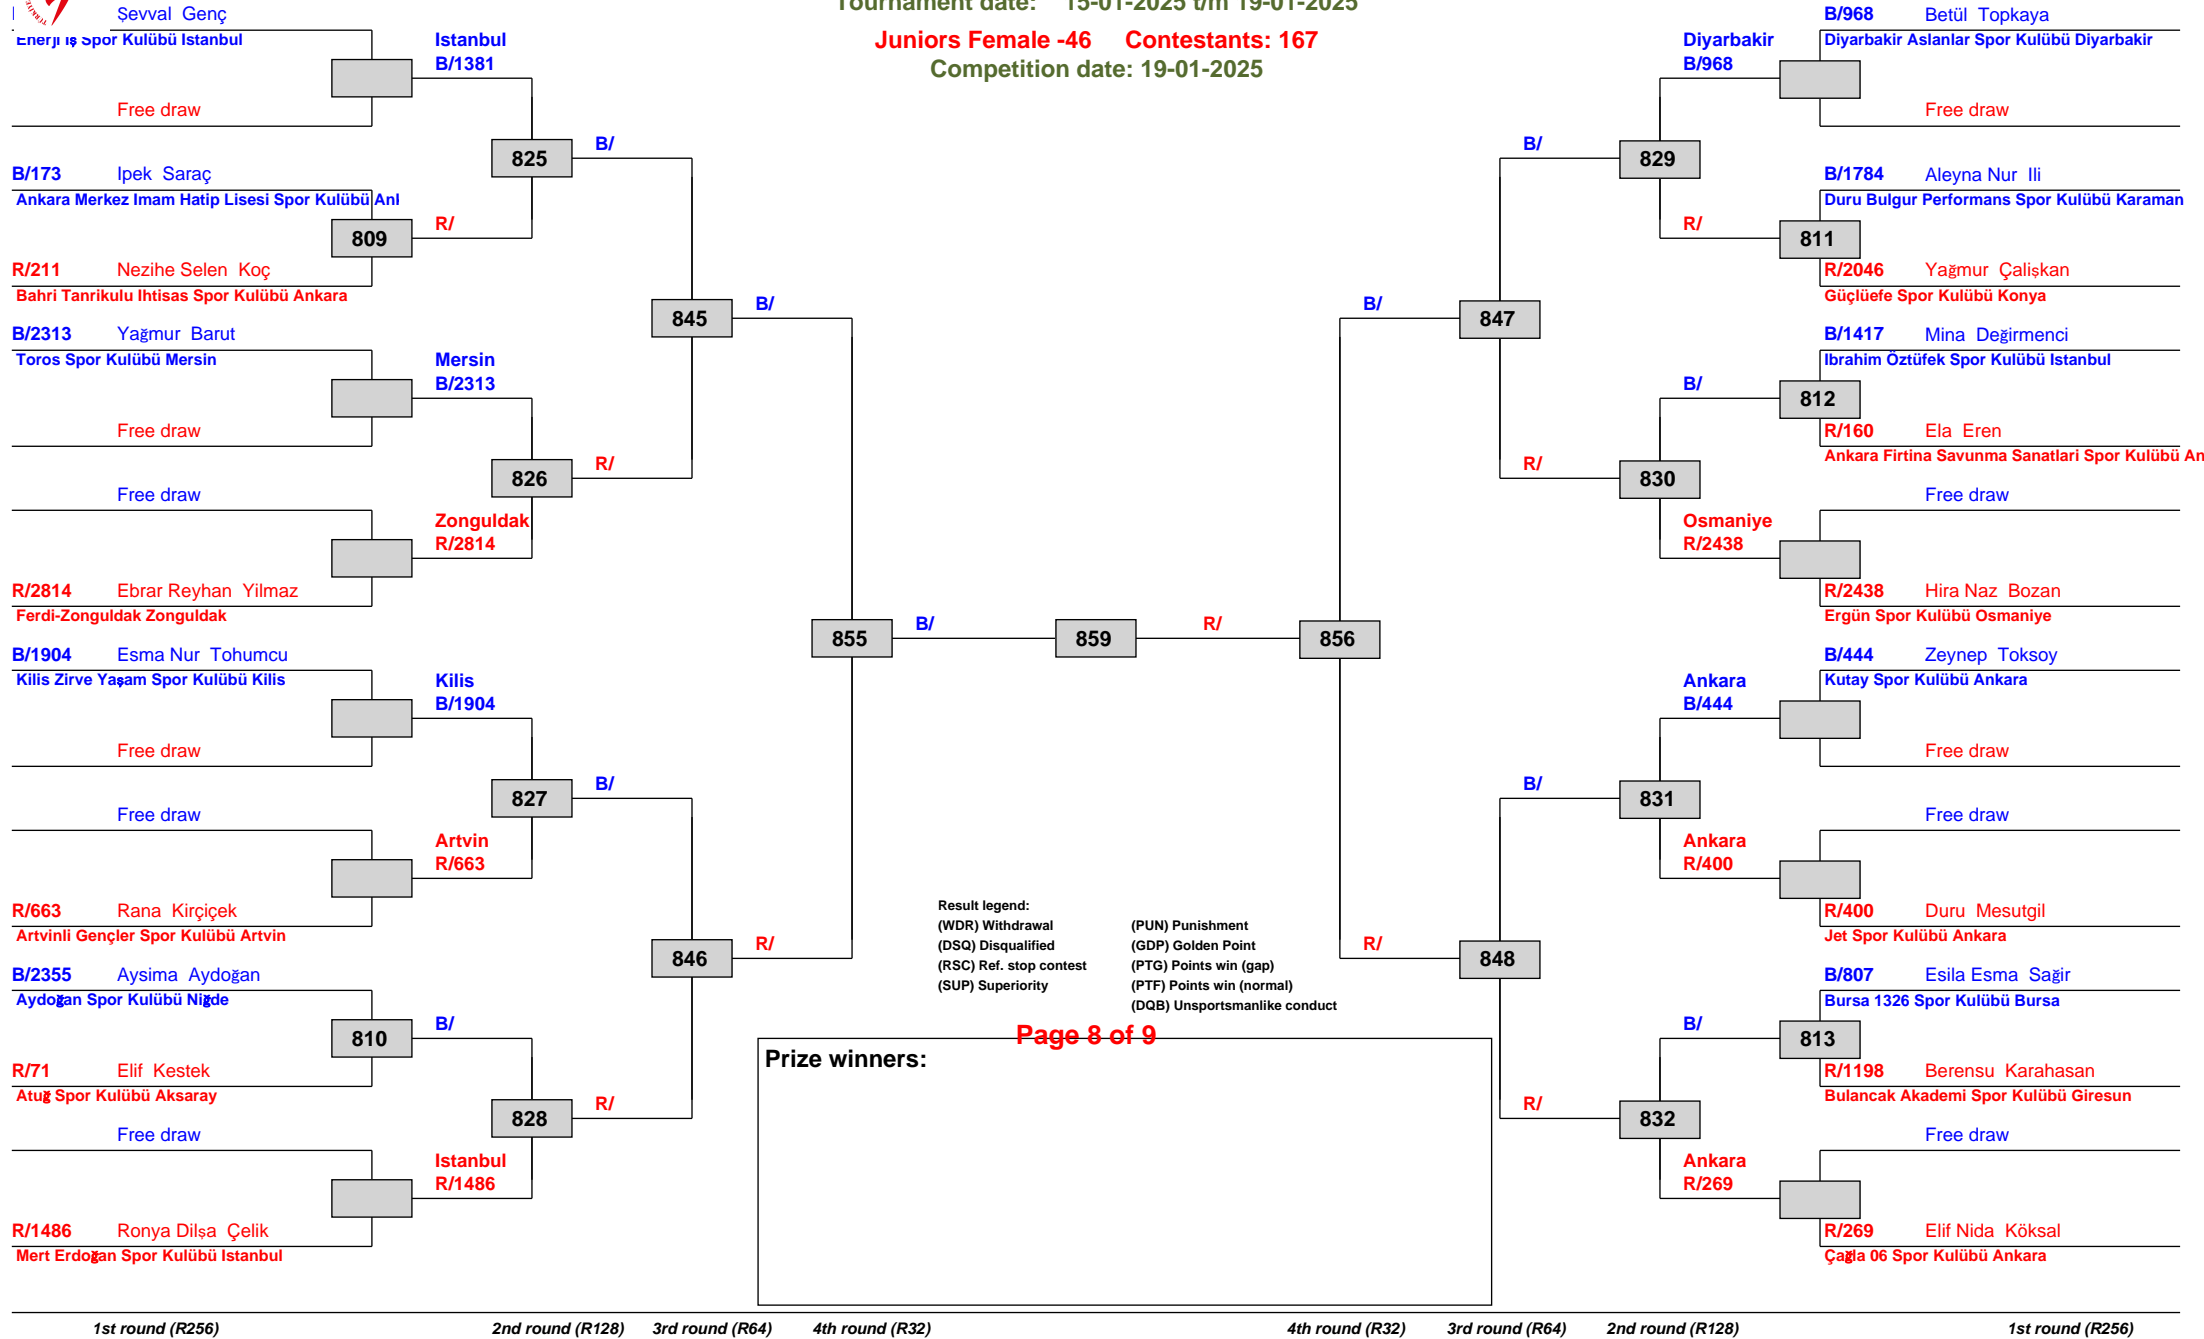 Tournament date: 15-01-2025 t/m 19-01-2025
Juniors Female -46 Contestants: 167
Competition date: 19-01-2025
Şevval Genç
Enerji Iş Spor Kulübü Istanbul
Istanbul
B/1381
Free draw
825
B/
B/173 Ipek Saraç
Ankara Merkez Imam Hatip Lisesi Spor Kulübü Anl
809
R/
R/211 Nezihe Selen Koç
Bahri Tanrikulu Ihtisas Spor Kulübü Ankara
845
B/
B/2313 Yağmur Barut
Toros Spor Kulübü Mersin
Mersin
B/2313
Free draw
826
R/
Free draw
Zonguldak
R/2814
R/2814 Ebrar Reyhan Yilmaz
Ferdi-Zonguldak Zonguldak
855
B/
859
R/
856
B/1904 Esma Nur Tohumcu
Kilis Zirve Yaşam Spor Kulübü Kilis
Kilis
B/1904
Free draw
827
B/
Free draw
Artvin
R/663
R/663 Rana Kirçiçek
Artvinli Gençler Spor Kulübü Artvin
846
R/
B/2355 Aysima Aydoğan
Aydoğan Spor Kulübü Niğde
810
B/
R/71 Elif Kestek
Atuğ Spor Kulübü Aksaray
828
R/
Free draw
Istanbul
R/1486
R/1486 Ronya Dilşa Çelik
Mert Erdoğan Spor Kulübü Istanbul
B/968 Betül Topkaya
Diyarbakir Aslanlar Spor Kulübü Diyarbakir
Diyarbakir
B/968
Free draw
B/
829
B/1784 Aleyna Nur Ili
Duru Bulgur Performans Spor Kulübü Karaman
R/
811
R/2046 Yağmur Çalişkan
Güçlüefe Spor Kulübü Konya
B/
847
B/1417 Mina Değirmenci
Ibrahim Öztüfek Spor Kulübü Istanbul
B/
812
R/160 Ela Eren
Ankara Firtina Savunma Sanatlari Spor Kulübü An
R/
830
Free draw
Osmaniye
R/2438
R/2438 Hira Naz Bozan
Ergün Spor Kulübü Osmaniye
B/444 Zeynep Toksoy
Kutay Spor Kulübü Ankara
Ankara
B/444
Free draw
B/
831
Free draw
Ankara
R/400
R/400 Duru Mesutgil
Jet Spor Kulübü Ankara
R/
848
B/807 Esila Esma Sağir
Bursa 1326 Spor Kulübü Bursa
B/
813
R/1198 Berensu Karahasan
Bulancak Akademi Spor Kulübü Giresun
R/
832
Free draw
Ankara
R/269
R/269 Elif Nida Köksal
Çağla 06 Spor Kulübü Ankara
Result legend:
(WDR) Withdrawal (PUN) Punishment
(DSQ) Disqualified (GDP) Golden Point
(RSC) Ref. stop contest (PTG) Points win (gap)
(SUP) Superiority (PTF) Points win (normal)
(DQB) Unsportsmanlike conduct
Page 8 of 9
Prize winners:
1st round (R256) 2nd round (R128) 3rd round (R64) 4th round (R32) 4th round (R32) 3rd round (R64) 2nd round (R128) 1st round (R256)